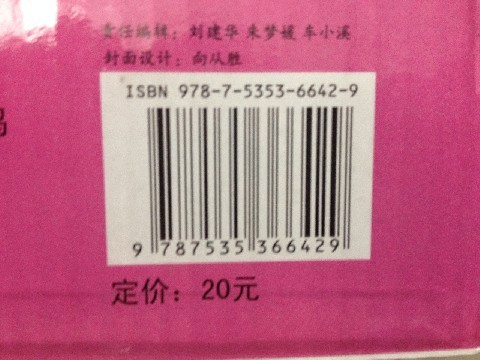 责任编辑：刘建华 朱梦媛 车小溪
封面设计：向从胜
ISBN 978-7-5353-6642-9
9 787535 366429
定价：20元